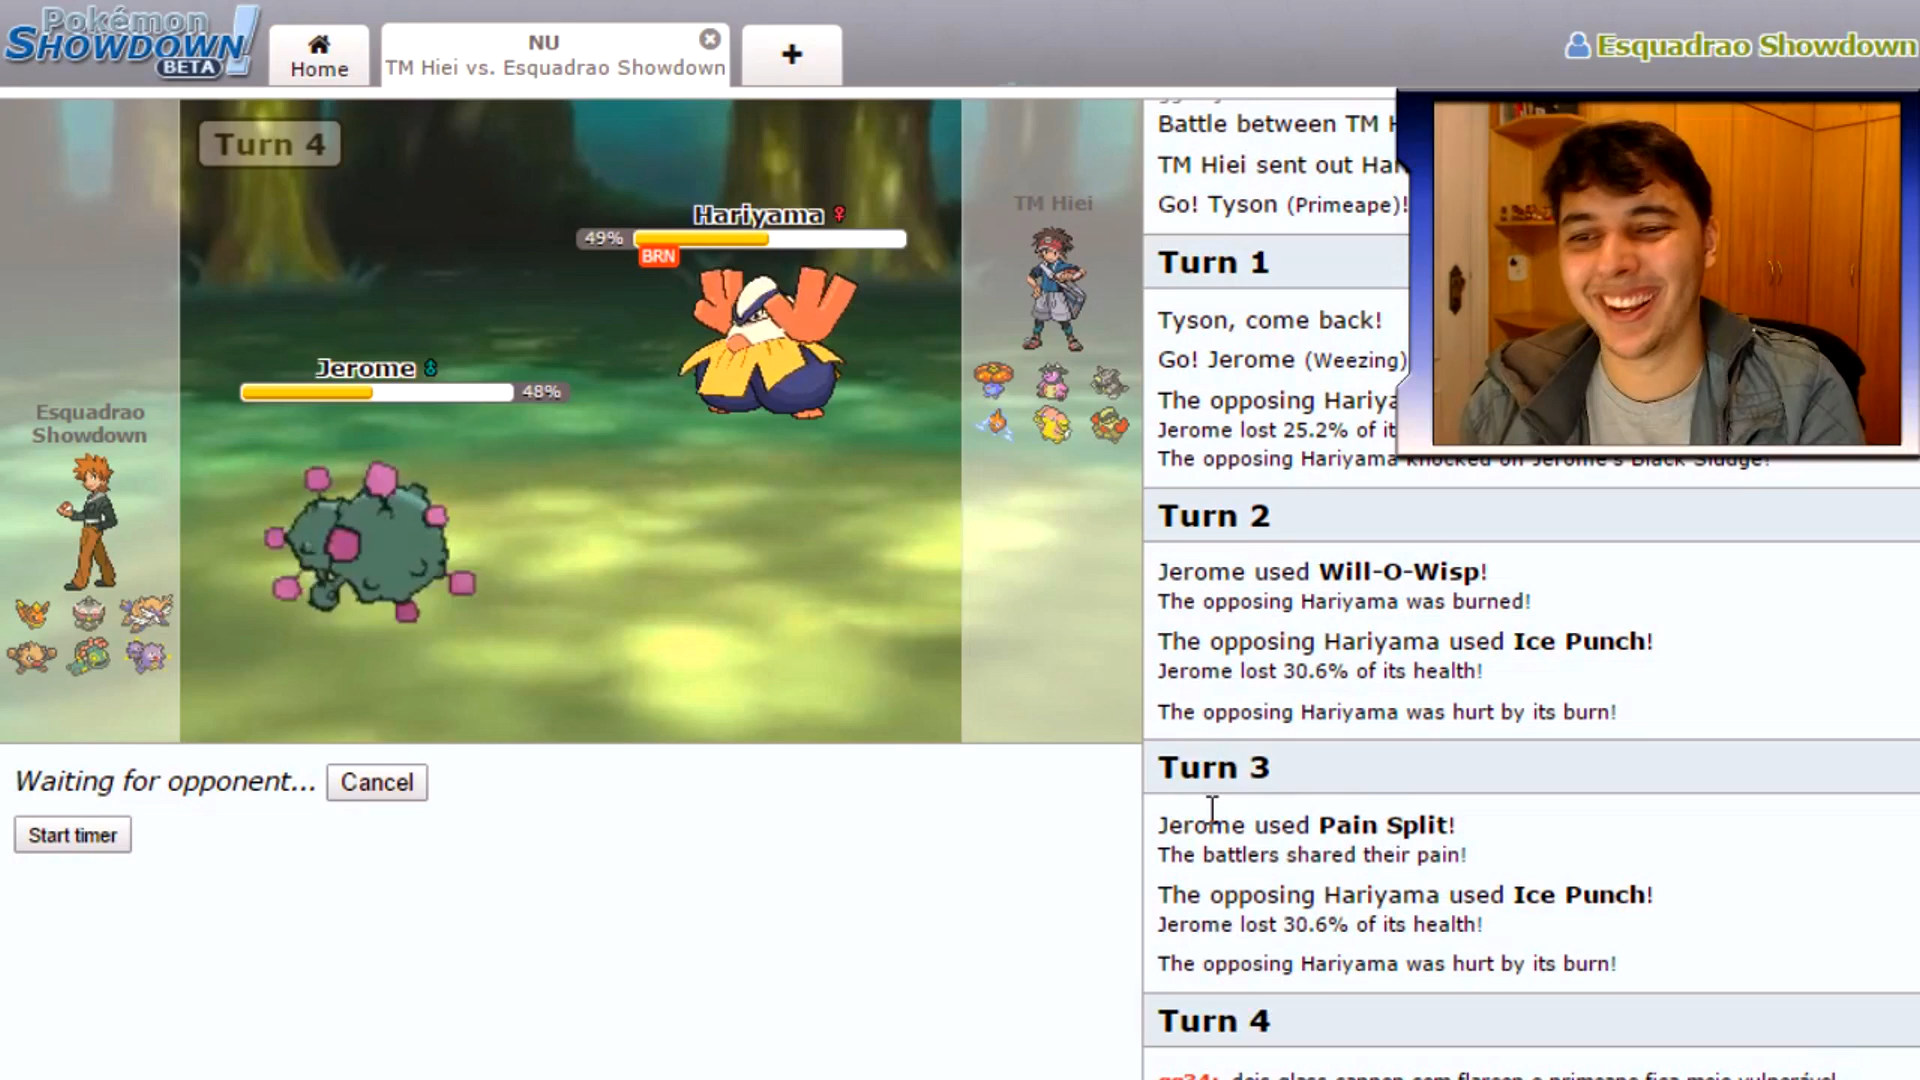 Pokémon
SHOWDOWN!
BETA
Home
NU
TM Hiei vs. Esquadrao Showdown
+
Esquadrao Showdown
Turn 4
Hariyama ♀
49%
BRN
Jerome ♂
48%
Esquadrao
Showdown
TM Hiei
Waiting for opponent... Cancel
Start timer
Battle between TM
TM Hiei sent out
Go! Tyson (Primeape)!
Turn 1
Tyson, come back!
Go! Jerome (Weezing)
The opposing
Jerome lost 25.2% of
The opposing Hariyama knocked off Jerome's Black Sludge!
Turn 2
Jerome used Will-O-Wisp!
The opposing Hariyama was burned!
The opposing Hariyama used Ice Punch!
Jerome lost 30.6% of its health!
The opposing Hariyama was hurt by its burn!
Turn 3
Jerome used Pain Split!
The battlers shared their pain!
The opposing Hariyama used Ice Punch!
Jerome lost 30.6% of its health!
The opposing Hariyama was hurt by its burn!
Turn 4